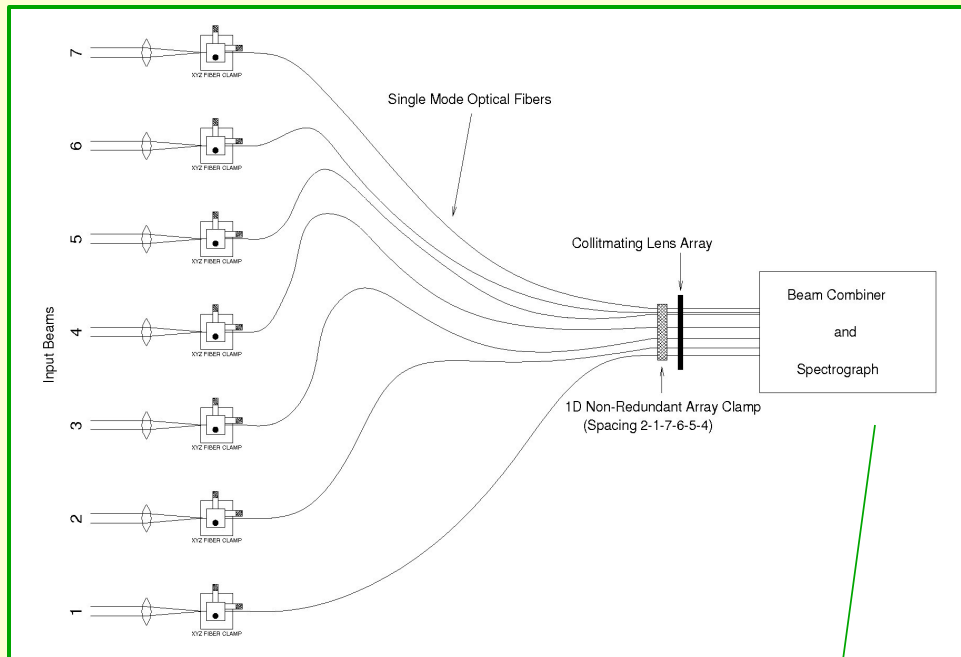 7
XYZ FIBER CLAMP
Single Mode Optical Fibers
6
XYZ FIBER CLAMP
5
XYZ FIBER CLAMP
Collitmating Lens Array
Input Beams
4
XYZ FIBER CLAMP
Beam Combiner
and
Spectrograph
3
XYZ FIBER CLAMP
1D Non-Redundant Array Clamp
(Spacing 2-1-7-6-5-4)
2
XYZ FIBER CLAMP
1
XYZ FIBER CLAMP